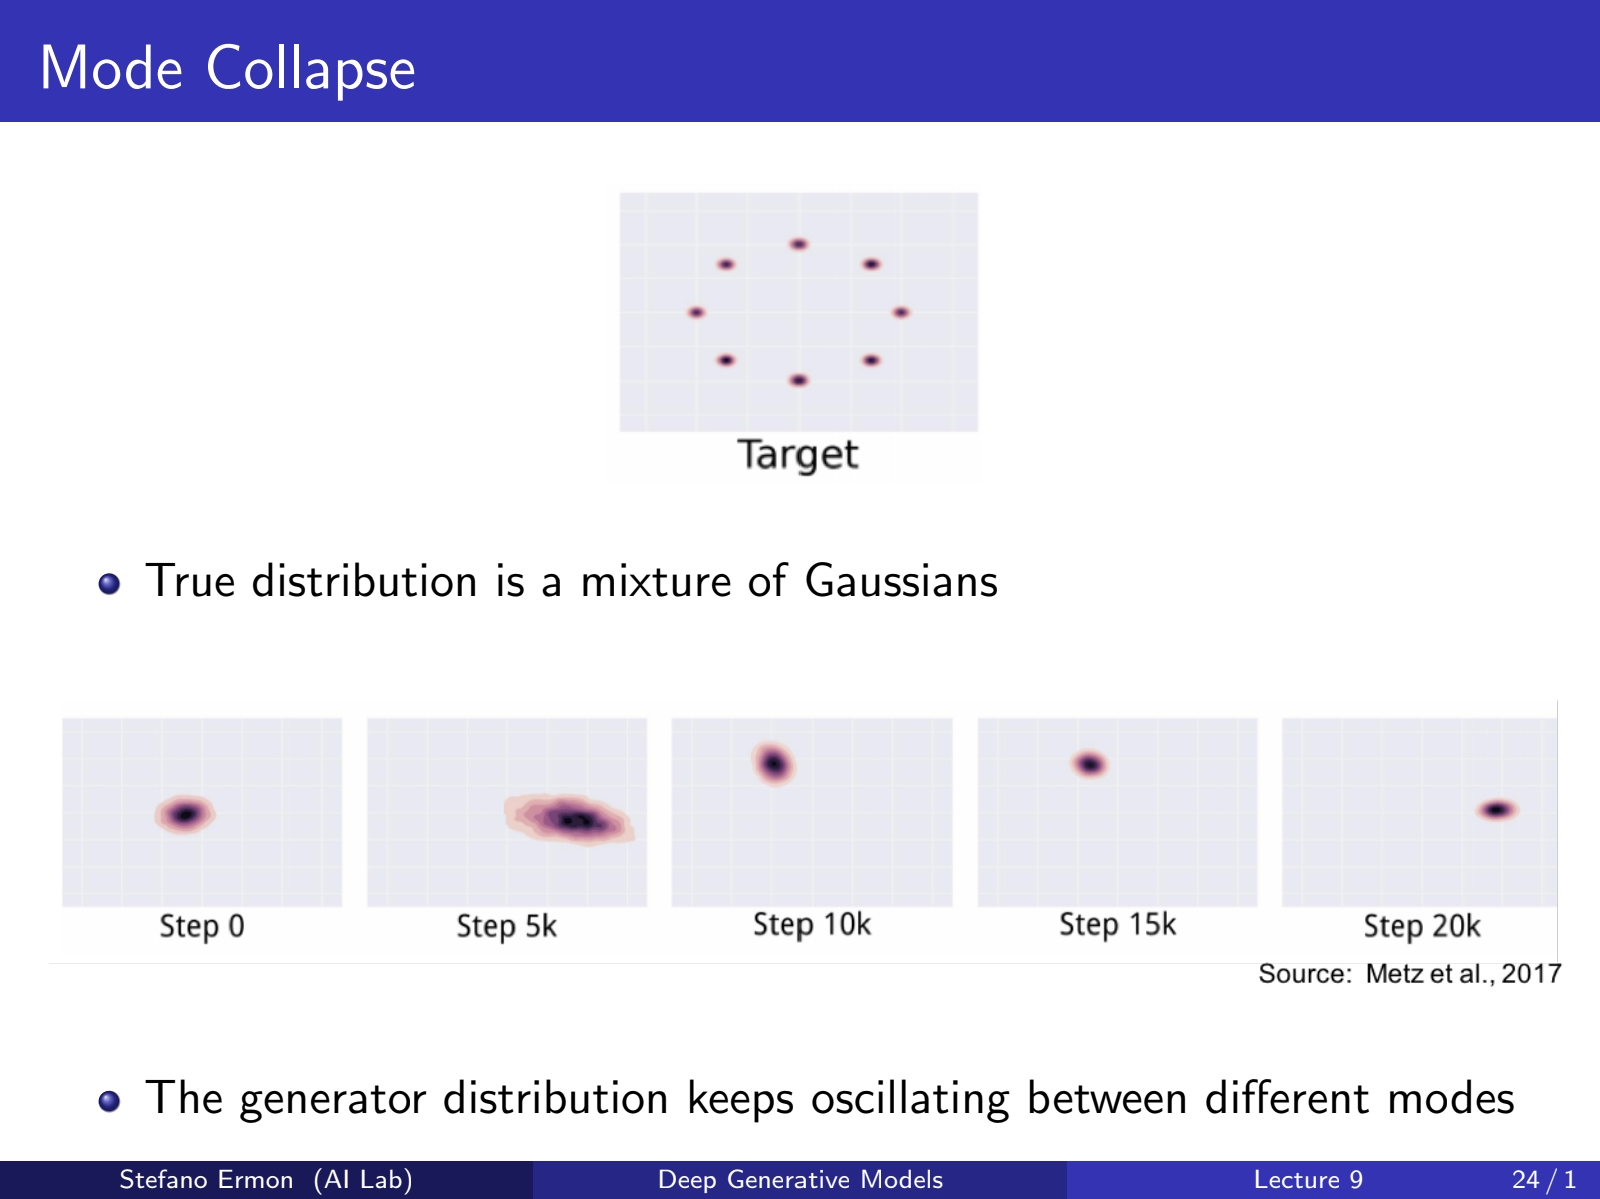 Mode Collapse
Target
True distribution is a mixture of Gaussians
Step 0 Step 5k Step 10k Step 15k Step 20k
Source: Metz et al., 2017
The generator distribution keeps oscillating between different modes
Stefano Ermon (AI Lab) Deep Generative Models Lecture 9 24 / 1